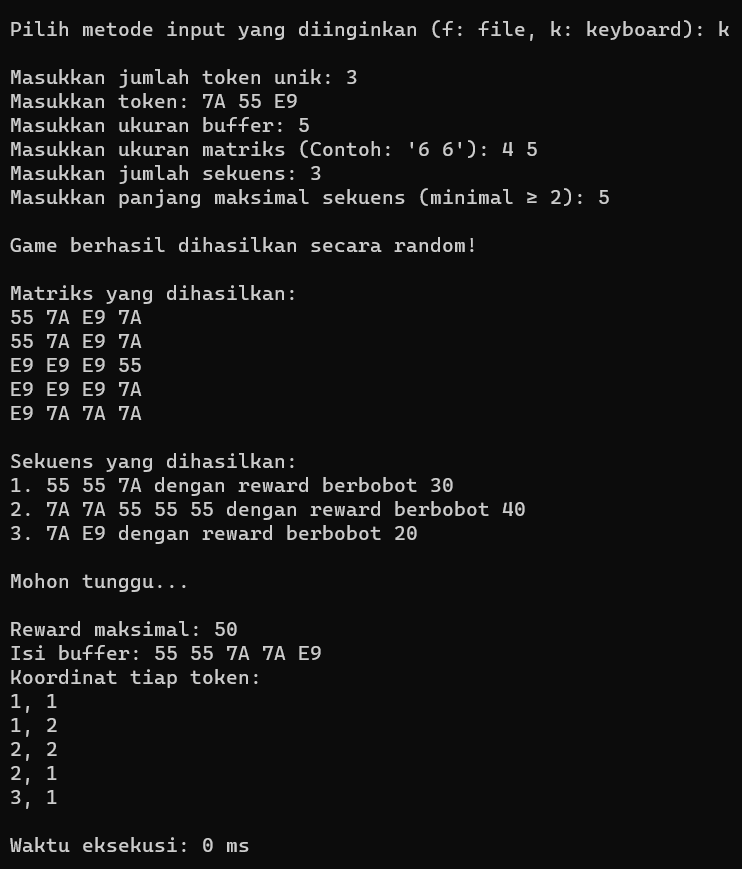 Pilih metode input yang diinginkan (f: file, k: keyboard): k
Masukkan jumlah token unik: 3
Masukkan token: 7A 55 E9
Masukkan ukuran buffer: 5
Masukkan ukuran matriks (Contoh: '6 6'): 4 5
Masukkan jumlah sekuens: 3
Masukkan panjang maksimal sekuens (minimal ≥ 2): 5
Game berhasil dihasilkan secara random!
Matriks yang dihasilkan:
55 7A E9 7A
55 7A E9 7A
E9 E9 E9 55
E9 E9 E9 7A
E9 7A 7A 7A
Sekuens yang dihasilkan:
1. 55 55 7A dengan reward berbobot 30
2. 7A 7A 55 55 55 dengan reward berbobot 40
3. 7A E9 dengan reward berbobot 20
Mohon tunggu...
Reward maksimal: 50
Isi buffer: 55 55 7A 7A E9
Koordinat tiap token:
1, 1
1, 2
2, 2
2, 1
3, 1
Waktu eksekusi: 0 ms